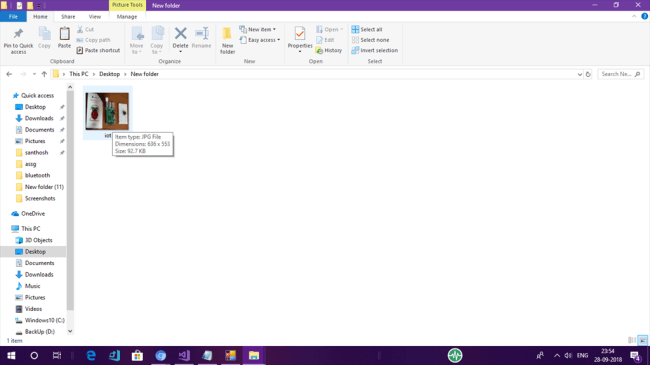 Picture Tools
New folder
File
Home
Share
View
Manage
Pin to Quick access
Copy
Paste
Cut
Copy path
Paste shortcut
Clipboard
Move to
Copy to
Delete
Rename
Organize
New folder
New item
Easy access
New
Properties
Open
Edit
History
Open
Select all
Select none
Invert selection
Select
This PC > Desktop > New folder
Search Ne...
Quick access
Desktop
Downloads
Documents
Pictures
santhosh
assg
bluetooth
New folder (11)
Screenshots
OneDrive
This PC
3D Objects
Desktop
Documents
Downloads
Music
Pictures
Videos
Windows10 (C:)
BackUp (D:)
Item type: JPG File
Dimensions: 636 x 553
Size: 92.7 KB
1 item
ENG
23:54
28-09-2018
4